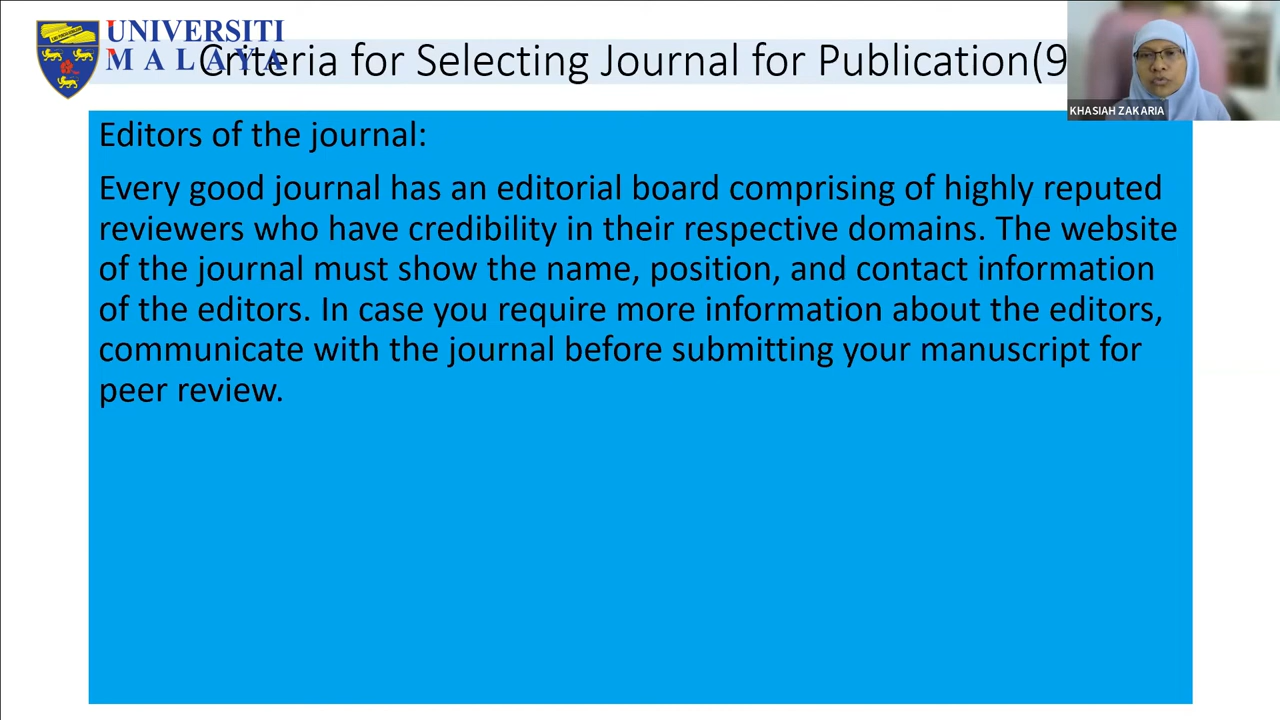 UNIVERSITI
MALAYA
Criteria for Selecting Journal for Publication(9
KHASIAH ZAKARIA
Editors of the journal:
Every good journal has an editorial board comprising of highly reputed
reviewers who have credibility in their respective domains. The website
of the journal must show the name, position, and contact information
of the editors. In case you require more information about the editors,
communicate with the journal before submitting your manuscript for
peer review.